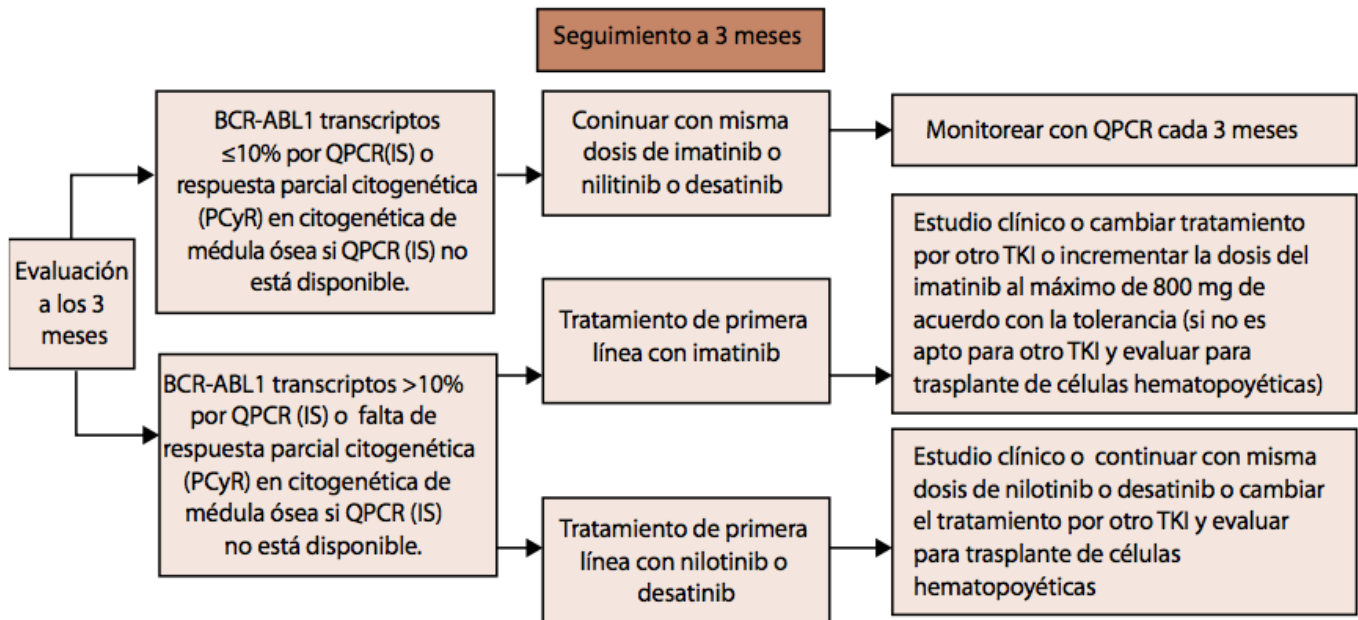 Seguimiento a 3 meses
Evaluación
a los 3
meses
BCR-ABL1 transcriptos
≤10% por QPCR(IS) o
respuesta parcial citogenética
(PCyR) en citogenética de
médula ósea si QPCR (IS) no
está disponible.
Coninuar con misma
dosis de imatinib o
nilitinib o desatinib
Monitorear con QPCR cada 3 meses
BCR-ABL1 transcriptos >10%
por QPCR (IS) o falta de
respuesta parcial citogenética
(PCyR) en citogenética de
médula ósea si QPCR (IS)
no está disponible.
Tratamiento de primera
línea con imatinib
Estudio clínico o cambiar tratamiento
por otro TKI o incrementar la dosis del
imatinib al máximo de 800 mg de
acuerdo con la tolerancia (si no es
apto para otro TKI y evaluar para
trasplante de células hematopoyéticas)
Tratamiento de primera
línea con nilotinib o
desatinib
Estudio clínico o continuar con misma
dosis de nilotinib o desatinib o cambiar
el tratamiento por otro TKI y evaluar
para trasplante de células
hematopoyéticas